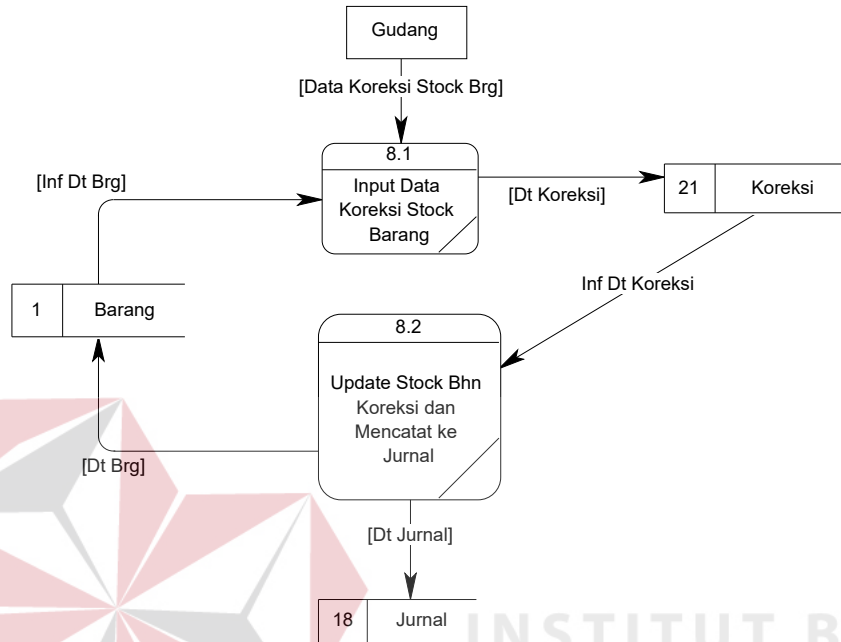 Gudang
[Data Koreksi Stock Brg]
8.1
Input Data
Koreksi Stock
Barang
[Inf Dt Brg]
[Dt Koreksi]
21
Koreksi
Inf Dt Koreksi
1
Barang
8.2
Update Stock Bhn
Koreksi dan
Mencatat ke
Jurnal
[Dt Brg]
[Dt Jurnal]
18
Jurnal
INSTITUT B